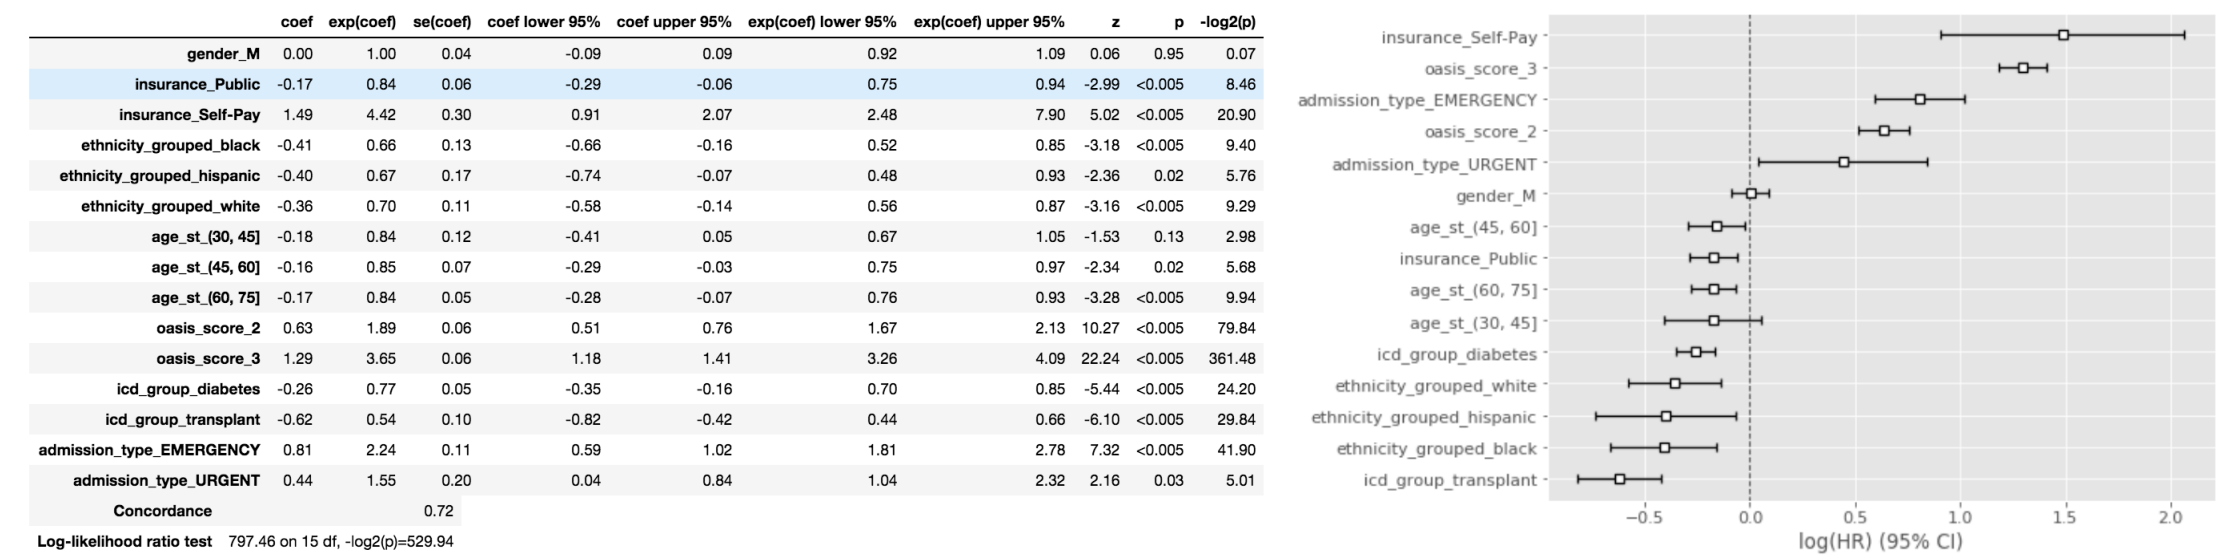 coef exp(coef) se(coef) coef lower 95% coef upper 95% exp(coef) lower 95% exp(coef) upper 95% z p -log2(p)
gender_M 0.00 1.00 0.04 -0.09 0.09 0.92 1.09 0.06 0.95 0.07
insurance_Public -0.17 0.84 0.06 -0.29 -0.06 0.75 0.94 -2.99 <0.005 8.46
insurance_Self-Pay 1.49 4.42 0.30 0.91 2.07 2.48 7.90 5.02 <0.005 20.90
ethnicity_grouped_black -0.41 0.66 0.13 -0.66 -0.16 0.52 0.85 -3.18 <0.005 9.40
ethnicity_grouped_hispanic -0.40 0.67 0.17 -0.74 -0.07 0.48 0.93 -2.36 0.02 5.76
ethnicity_grouped_white -0.36 0.70 0.11 -0.58 -0.14 0.56 0.87 -3.16 <0.005 9.29
age_st_(30, 45] -0.18 0.84 0.12 -0.41 0.05 0.67 1.05 -1.53 0.13 2.98
age_st_(45, 60] -0.16 0.85 0.07 -0.29 -0.03 0.75 0.97 -2.34 0.02 5.68
age_st_(60, 75] -0.17 0.84 0.05 -0.28 -0.07 0.76 0.93 -3.28 <0.005 9.94
oasis_score_2 0.63 1.89 0.06 0.51 0.76 1.67 2.13 10.27 <0.005 79.84
oasis_score_3 1.29 3.65 0.06 1.18 1.41 3.26 4.09 22.24 <0.005 361.48
icd_group_diabetes -0.26 0.77 0.05 -0.35 -0.16 0.70 0.85 -5.44 <0.005 24.20
icd_group_transplant -0.62 0.54 0.10 -0.82 -0.42 0.44 0.66 -6.10 <0.005 29.84
admission_type_EMERGENCY 0.81 2.24 0.11 0.59 1.02 1.81 2.78 7.32 <0.005 41.90
admission_type_URGENT 0.44 1.55 0.20 0.04 0.84 1.04 2.32 2.16 0.03 5.01
Concordance 0.72
Log-likelihood ratio test 797.46 on 15 df, -log2(p)=529.94
insurance_Self-Pay
oasis_score_3
admission_type_EMERGENCY
oasis_score_2
admission_type_URGENT
gender_M
age_st_(45, 60]
insurance_Public
age_st_(60, 75]
age_st_(30, 45]
icd_group_diabetes
ethnicity_grouped_white
ethnicity_grouped_hispanic
ethnicity_grouped_black
icd_group_transplant
−0.5 0.0 0.5 1.0 1.5 2.0
log(HR) (95% CI)